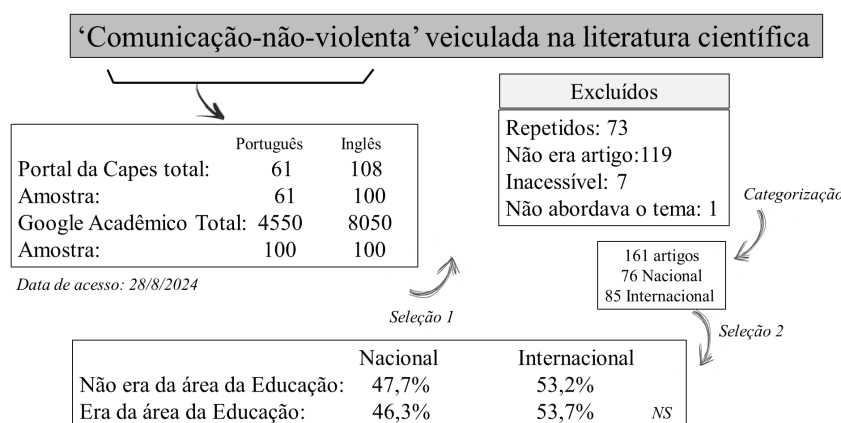 ‘Comunicação-não-violenta’ veiculada na literatura científica
Português Inglês
Portal da Capes total: 61 108
Amostra: 61 100
Google Acadêmico Total: 4550 8050
Amostra: 100 100
Data de acesso: 28/8/2024
Seleção 1
Excluídos
Repetidos: 73
Não era artigo:119
Inacessível: 7
Não abordava o tema: 1
Categorização
161 artigos
76 Nacional
85 Internacional
Seleção 2
Nacional Internacional
Não era da área da Educação: 47,7% 53,2%
Era da área da Educação: 46,3% 53,7% NS